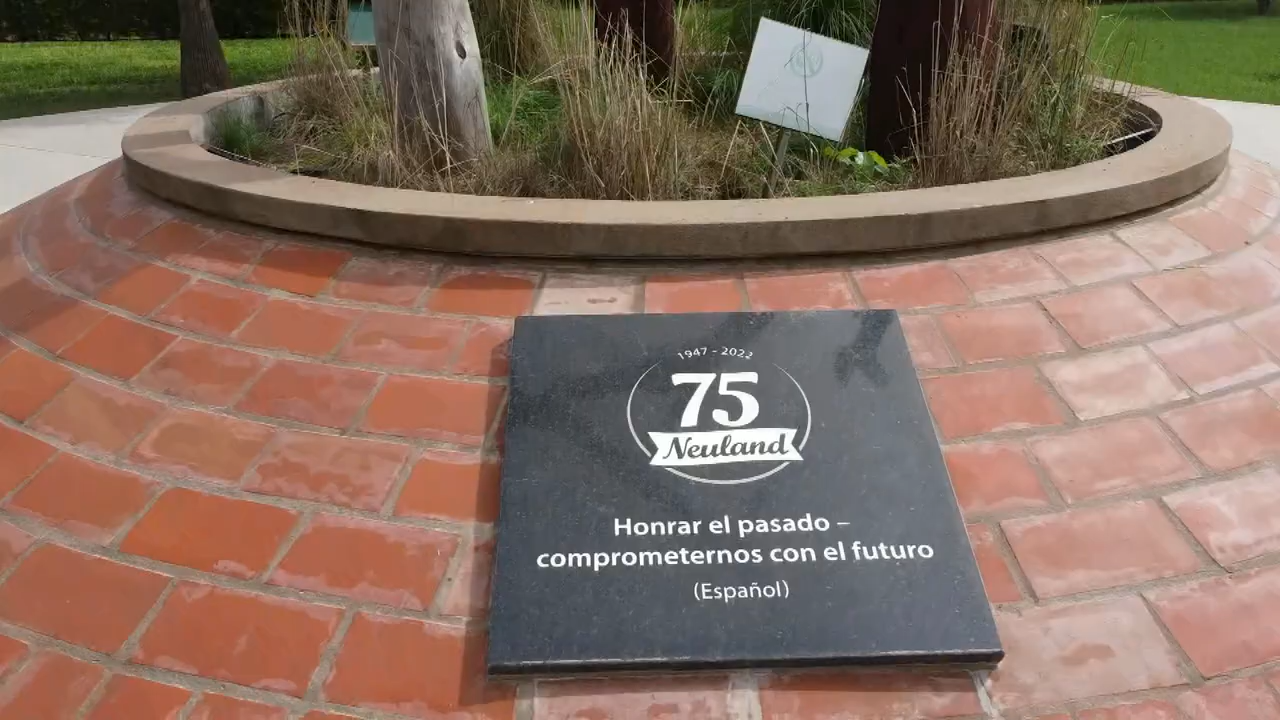 1947 - 2022
75
Neuland
Honrar el pasado –
comprometernos con el futuro
(Español)